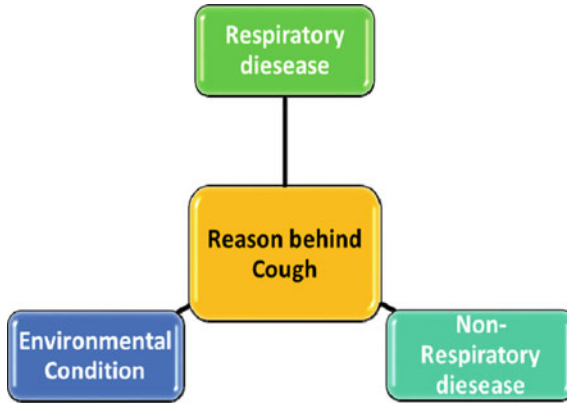 Respiratory
diesease
Reason behind
Cough
Environmental
Condition
Non-
Respiratory
diesease